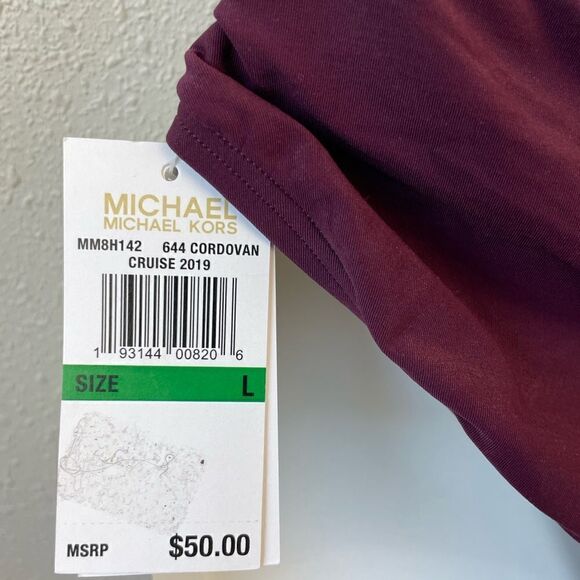 MICHAEL
MICHAEL KORS
MM8H142 644 CORDOVAN
CRUISE 2019
1 93144 00820 6
SIZE L
MSRP $50.00